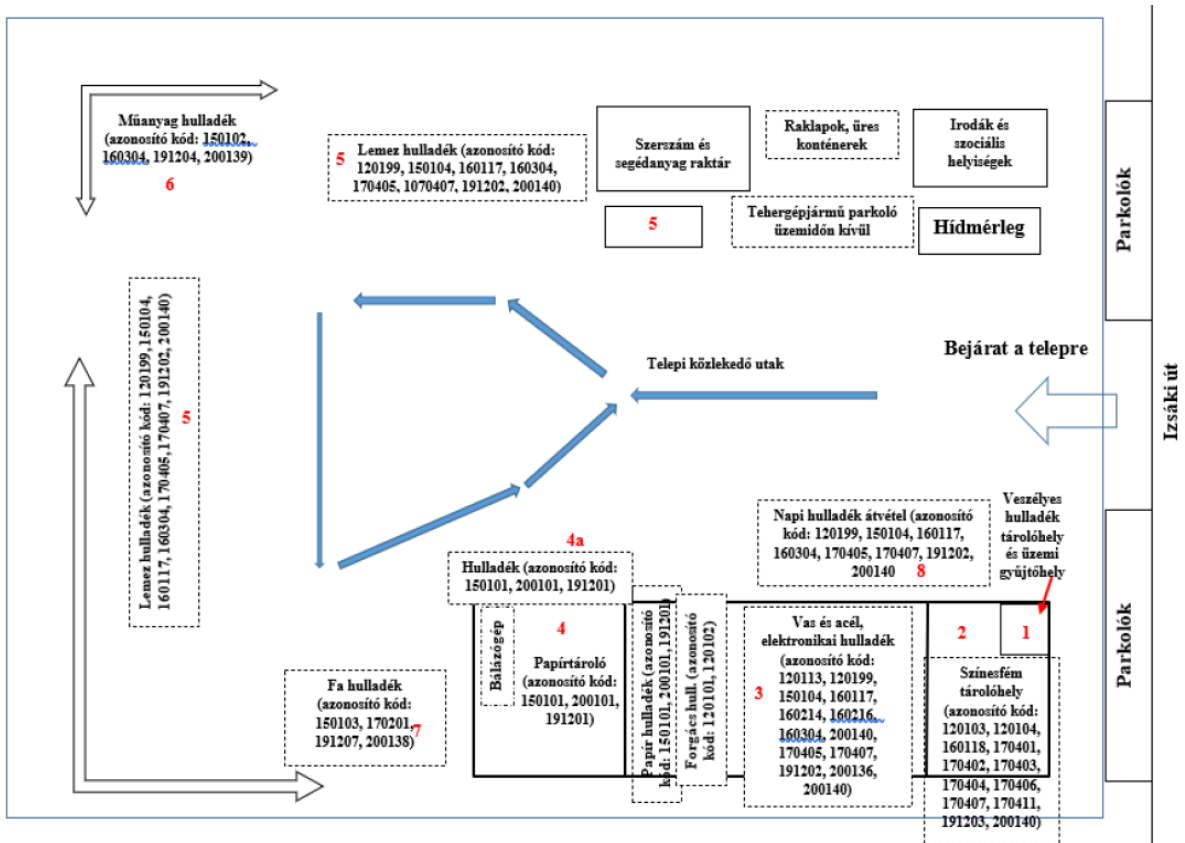 Műanyag hulladék
(azonosító kód: 150102,
160304, 191204, 200139)
6
5
Lemez hulladék (azonosító kód:
120199, 150104, 160117, 160304,
170405, 1070407, 191202, 200140)
Szerszám és
segédanyag raktár
Raklapok, üres
konténerek
Irodák és
szociális
helyiségek
Parkolók
5
Tehergépjármű parkoló
üzemidőn kívül
Hídmérleg
Lemez hulladék (azonosító kód: 120199, 150104,
160117, 160304, 170405, 170407, 191202, 200140)
5
Telepi közlekedő utak
Bejárat a telepre
Izsáki út
Napi hulladék átvétel (azonosító
kód: 120199, 150104, 160117,
160304, 170405, 170407, 191202,
200140
8
Veszélyes
hulladék
tárolóhely
és üzemi
gyűjtőhely
Parkolók
4a
Hulladék (azonosító kód:
150101, 200101, 191201)
Bálázógép
4
Papírtároló
(azonosító kód:
150101, 200101,
191201)
Papír hulladék (azonosító
kód: 150101, 200101, 191201)
Forgács hull. (azonosító
kód: 120101, 120102)
Vas és acél,
elektronikai hulladék
(azonosító kód:
120113, 120199,
150104, 160117,
160214, 160216,
160304, 200140,
170405, 170407,
191202, 200136,
200140)
3
2
1
Színesfém
tárolóhely
(azonosító kód:
120103, 120104,
160118, 170401,
170402, 170403,
170404, 170406,
170407, 170411,
191203, 200140)
Fa hulladék
(azonosító kód:
150103, 170201,
191207, 200138)
7